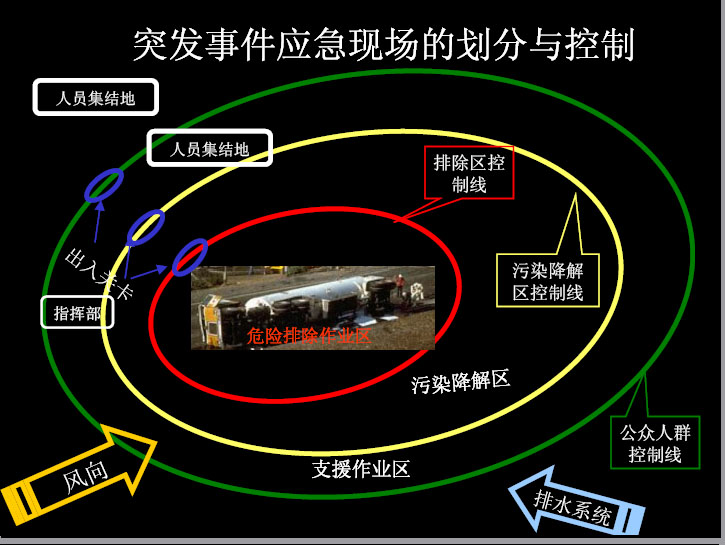 突发事件应急现场的划分与控制
人员集结地
人员集结地
排除区控
制线
出入关卡
污染降解
区控制线
指挥部
危险排除作业区
污染降解区
公众人群
控制线
支援作业区
风向
排水系统